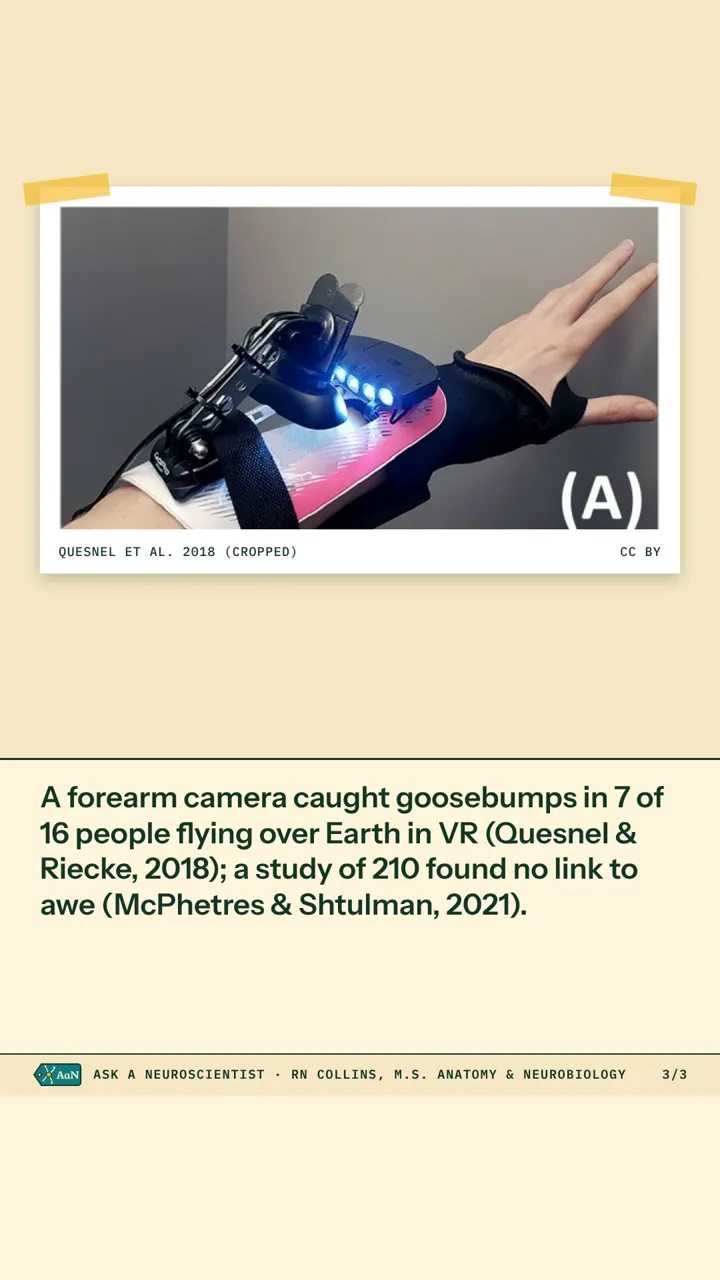 GoPro
(A)
QUESNEL ET AL. 2018 (CROPPED)
CC BY
A forearm camera caught goosebumps in 7 of
16 people flying over Earth in VR (Quesnel &
Riecke, 2018); a study of 210 found no link to
awe (McPhetres & Shtulman, 2021).
AaN
ASK A NEUROSCIENTIST · RN COLLINS, M.S. ANATOMY & NEUROBIOLOGY
3/3